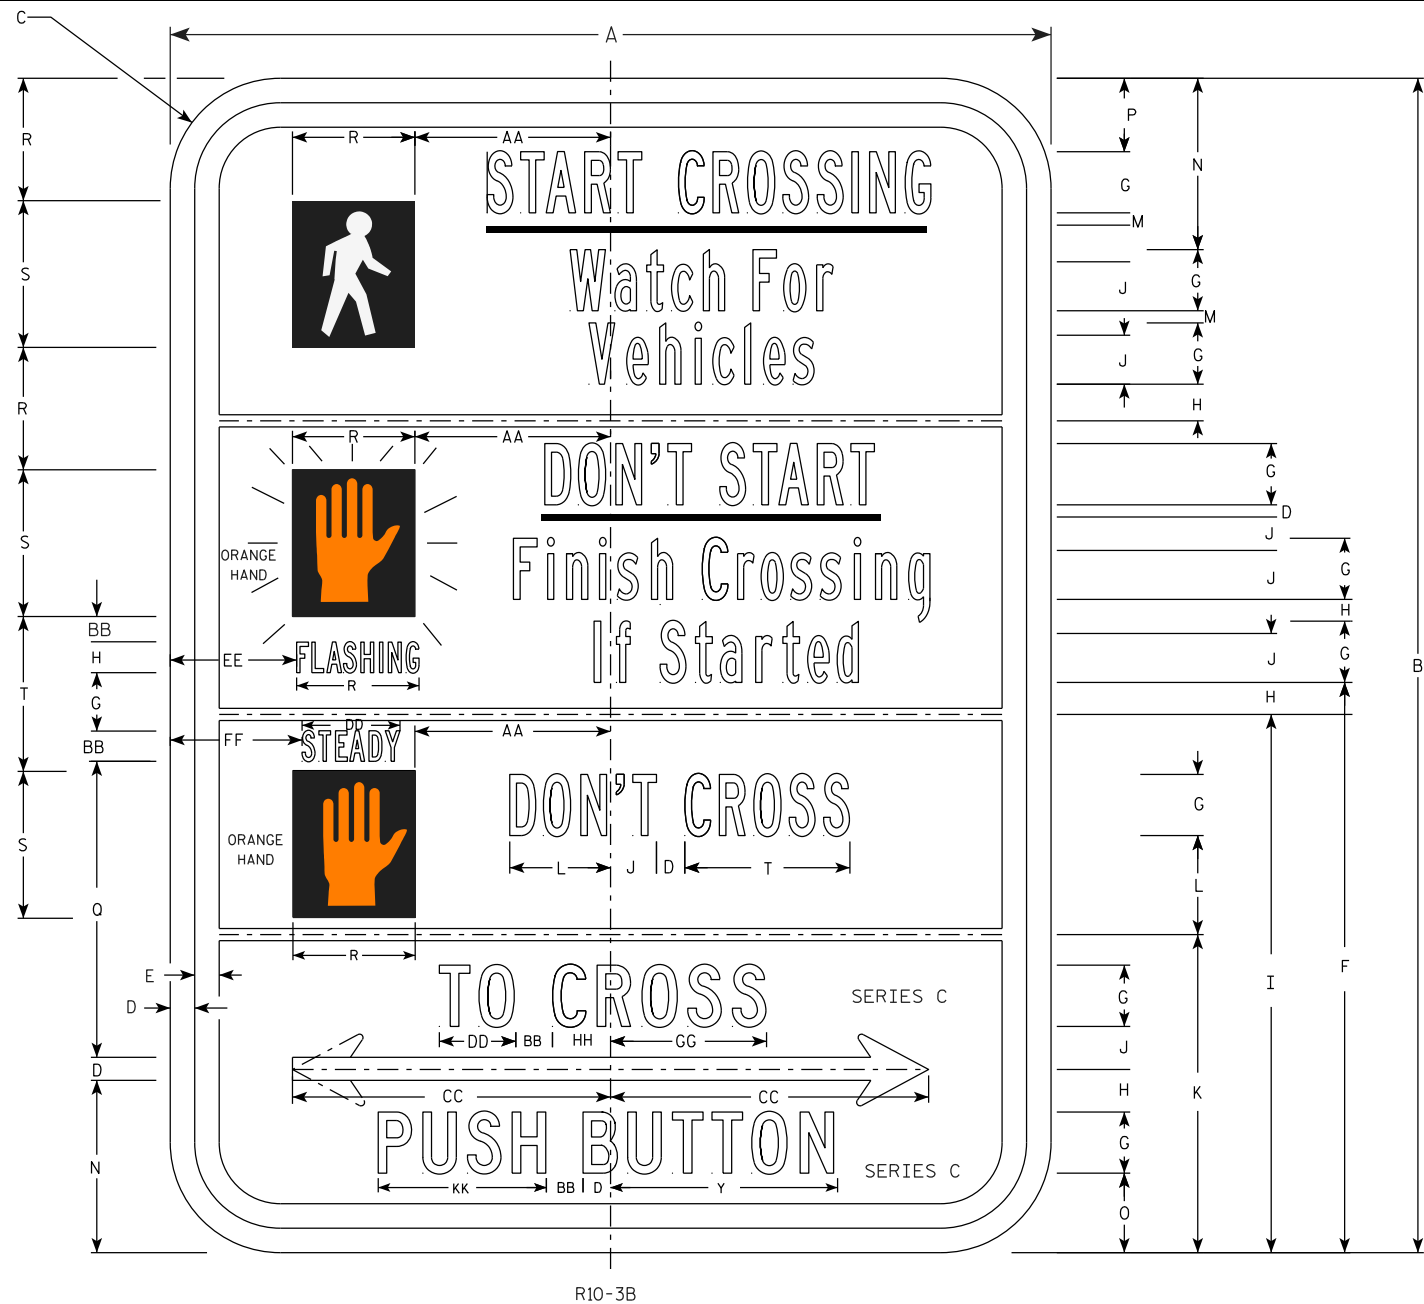 C
A
R
AA
P
R
N
START CROSSING
G
M
Watch For
S
G
J
M
Vehicles
J
G
R
H
R
AA
DON'T START
G
D
S
J
ORANGE
HAND
Finish Crossing
G
J
H
BB
If Started
G
H
EE
FLASHING
J
B
R
T
G
H
DD
AA
FF
STEADY
BB
DON'T CROSS
G
S
ORANGE
HAND
L
J
D
T
L
Q
R
F
E
TO CROSS
SERIES C
I
D
G
DD
BB
HH
GG
J
D
H
K
CC
CC
PUSH BUTTON
G
N
SERIES C
KK
BB
D
Y
O
R10-3B